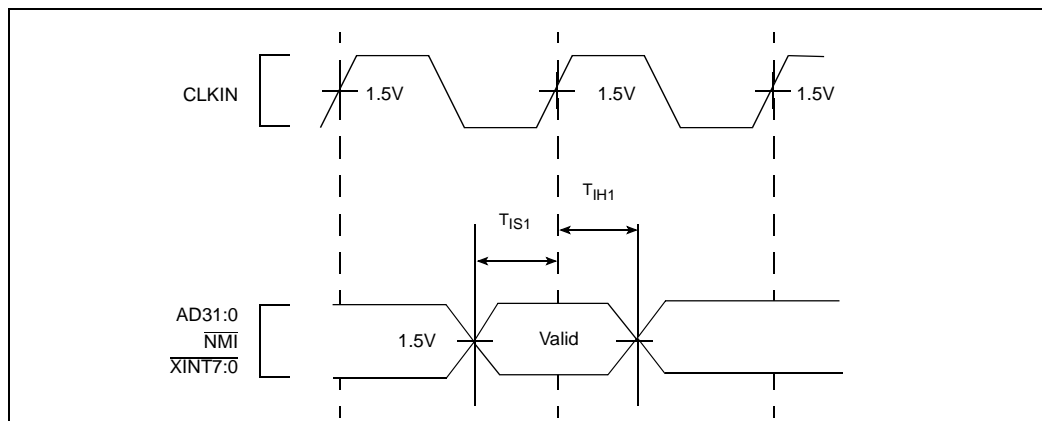 CLKIN
1.5V
1.5V
1.5V
TIH1
TIS1
AD31:0
NMI
XINT7:0
1.5V
Valid